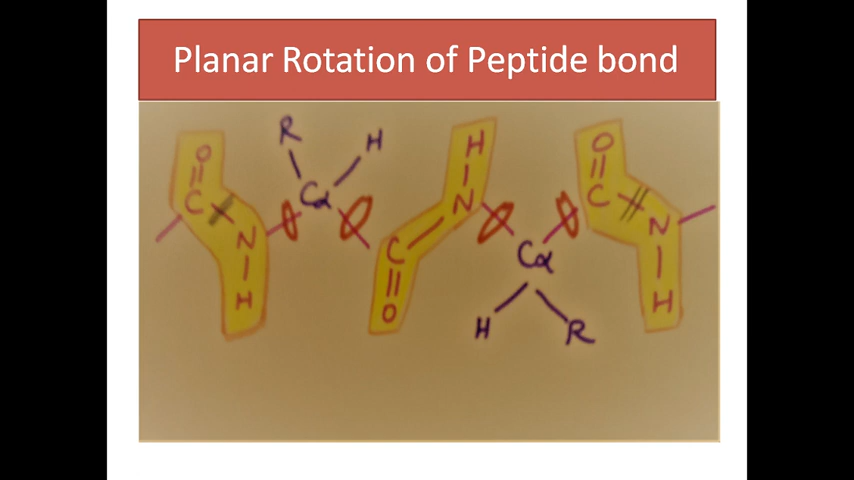 Planar Rotation of Peptide bond
O R H H O
C Cα N C
N C Cα N
H O H R H